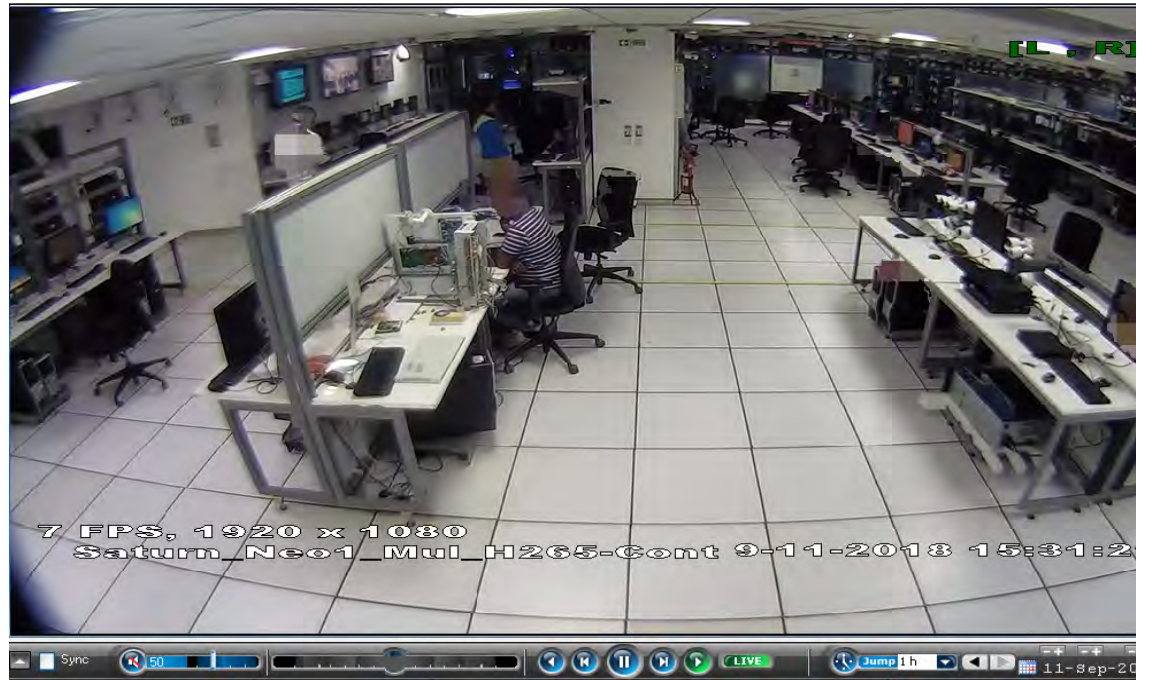 [L , R]
7 FPS, 1920 x 1080
Saturn_Neo1_Mul_H265-Cont 9-11-2018 15:31:2
Sync
50
LIVE
Jump 1 h
11-Sep-20